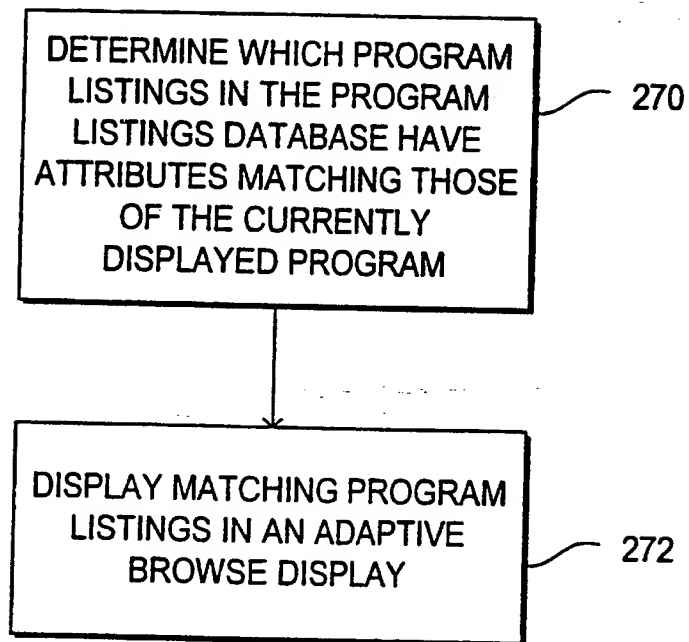 DETERMINE WHICH PROGRAM
LISTINGS IN THE PROGRAM
LISTINGS DATABASE HAVE
ATTRIBUTES MATCHING THOSE
OF THE CURRENTLY
DISPLAYED PROGRAM
270
DISPLAY MATCHING PROGRAM
LISTINGS IN AN ADAPTIVE
BROWSE DISPLAY
272